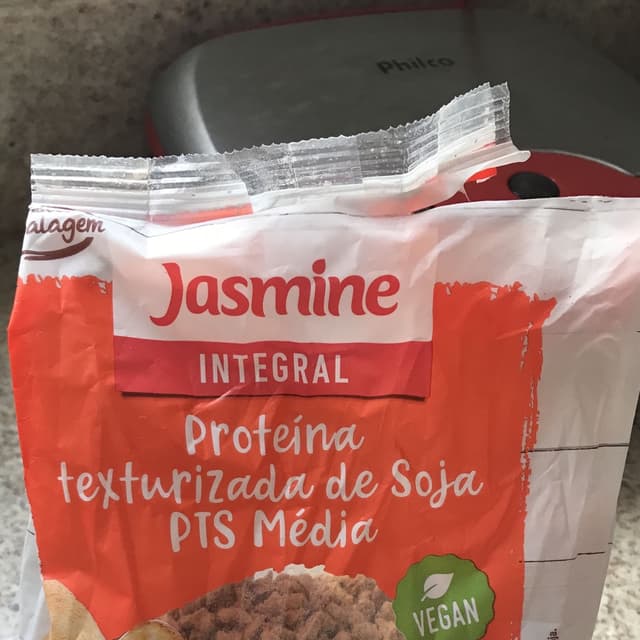 Philco
Jasmine
INTEGRAL
Proteína
texturizada de Soja
PTS Média
VEGAN